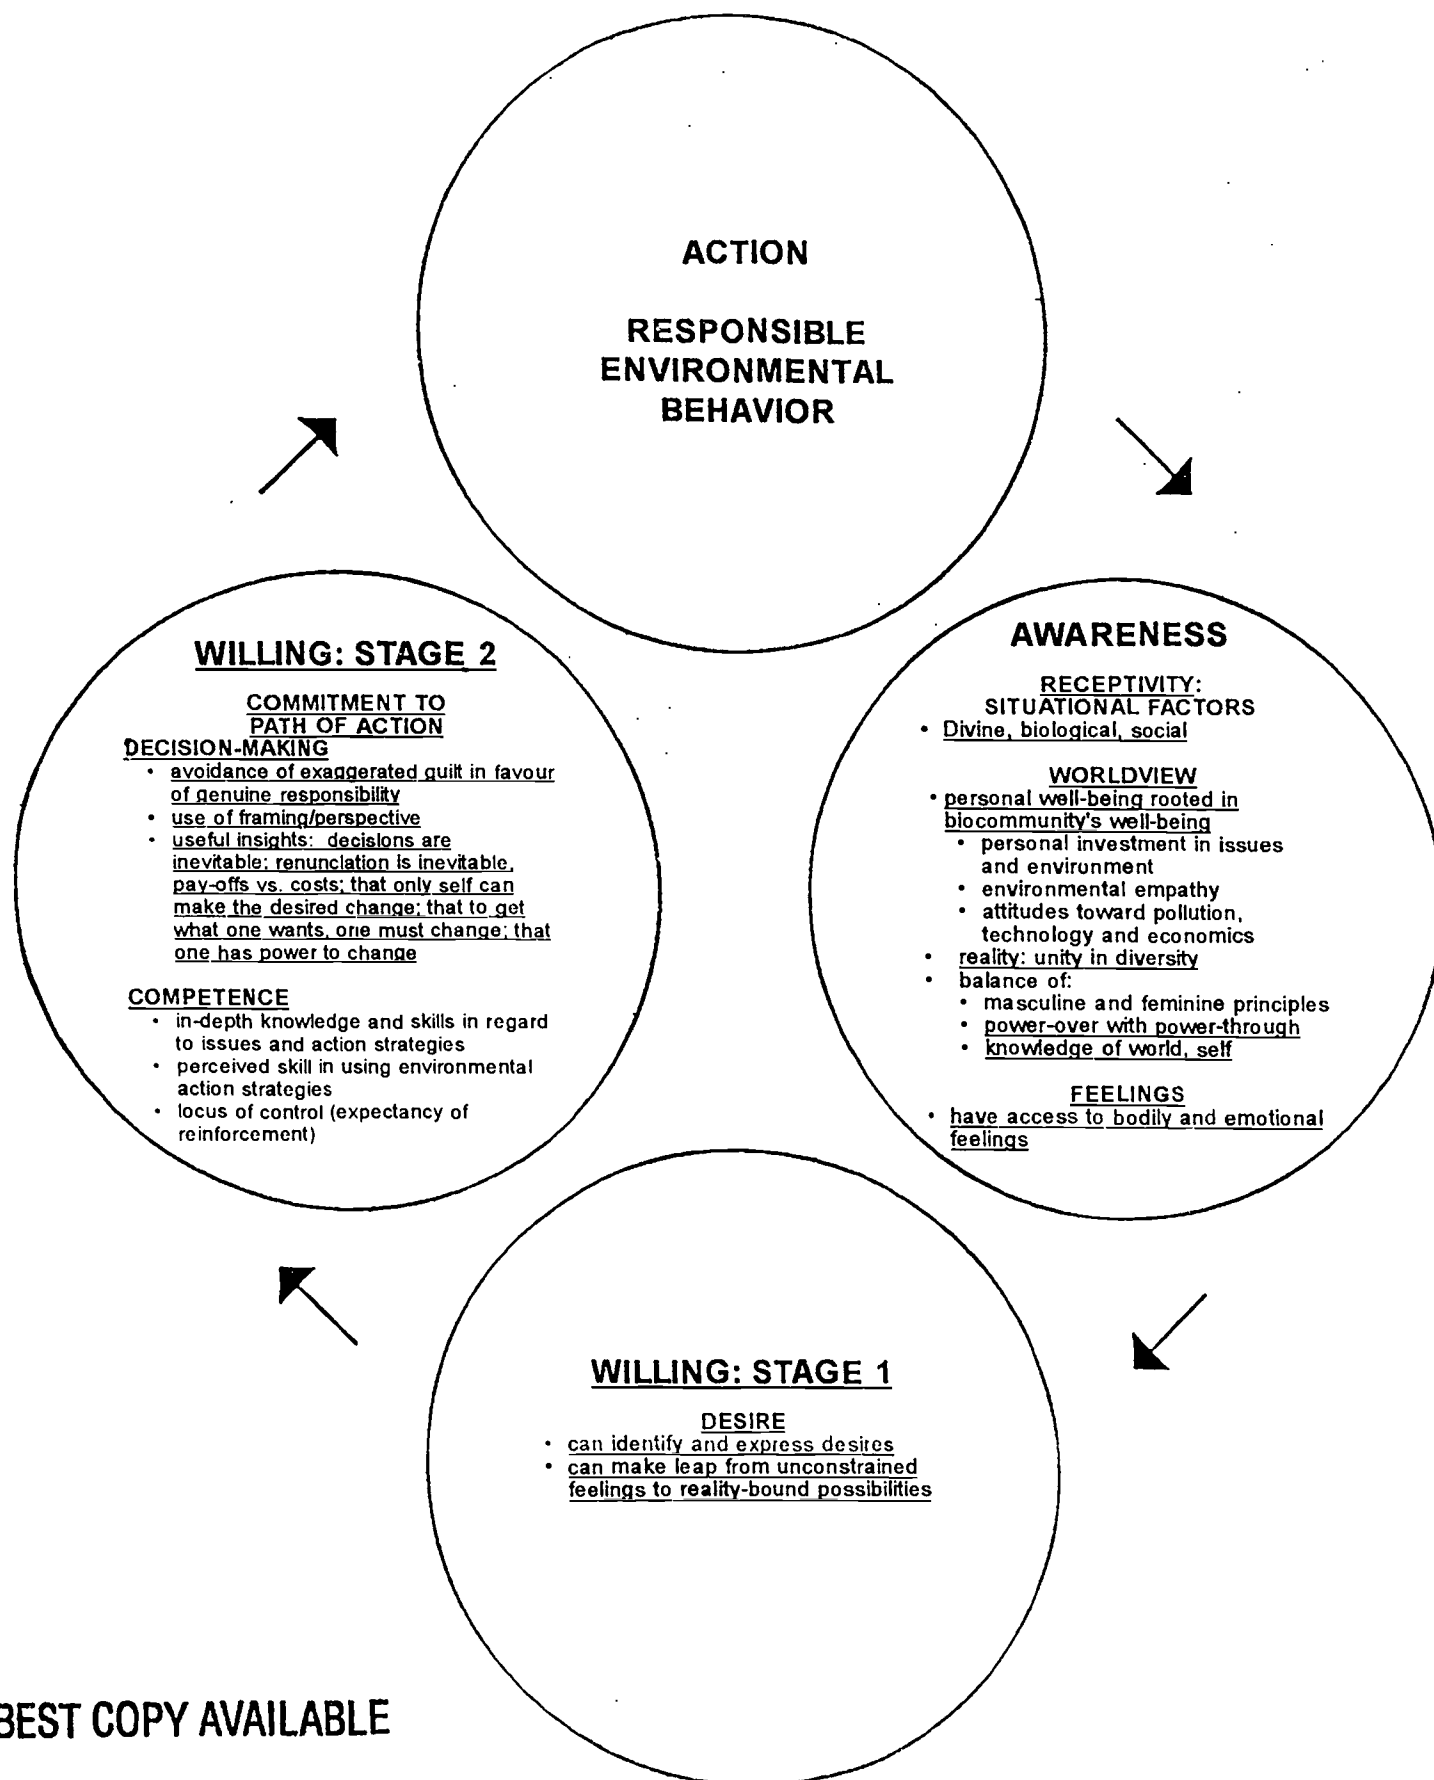 ACTION
RESPONSIBLE
ENVIRONMENTAL
BEHAVIOR
WILLING: STAGE 2
COMMITMENT TO
PATH OF ACTION
DECISION-MAKING
• avoidance of exaggerated guilt in favour
of genuine responsibility
• use of framing/perspective
• useful insights: decisions are
inevitable; renunciation is inevitable,
pay-offs vs. costs; that only self can
make the desired change; that to get
what one wants, one must change; that
one has power to change
COMPETENCE
• in-depth knowledge and skills in regard
to issues and action strategies
• perceived skill in using environmental
action strategies
• locus of control (expectancy of
reinforcement)
AWARENESS
RECEPTIVITY:
SITUATIONAL FACTORS
• Divine, biological, social
WORLDVIEW
• personal well-being rooted in
biocommunity's well-being
• personal investment in issues
and environment
• environmental empathy
• attitudes toward pollution,
technology and economics
• reality: unity in diversity
• balance of:
• masculine and feminine principles
• power-over with power-through
• knowledge of world, self
FEELINGS
• have access to bodily and emotional
feelings
WILLING: STAGE 1
DESIRE
• can identify and express desires
• can make leap from unconstrained
feelings to reality-bound possibilities
BEST COPY AVAILABLE